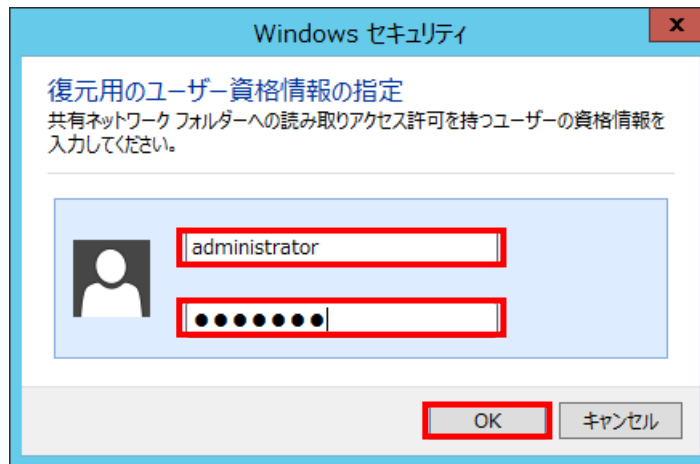 Windows セキュリティ
x
復元用のユーザー資格情報の指定
共有ネットワーク フォルダーへの読み取りアクセス許可を持つユーザーの資格情報を
入力してください。
administrator
●●●●●●●
OK
キャンセル